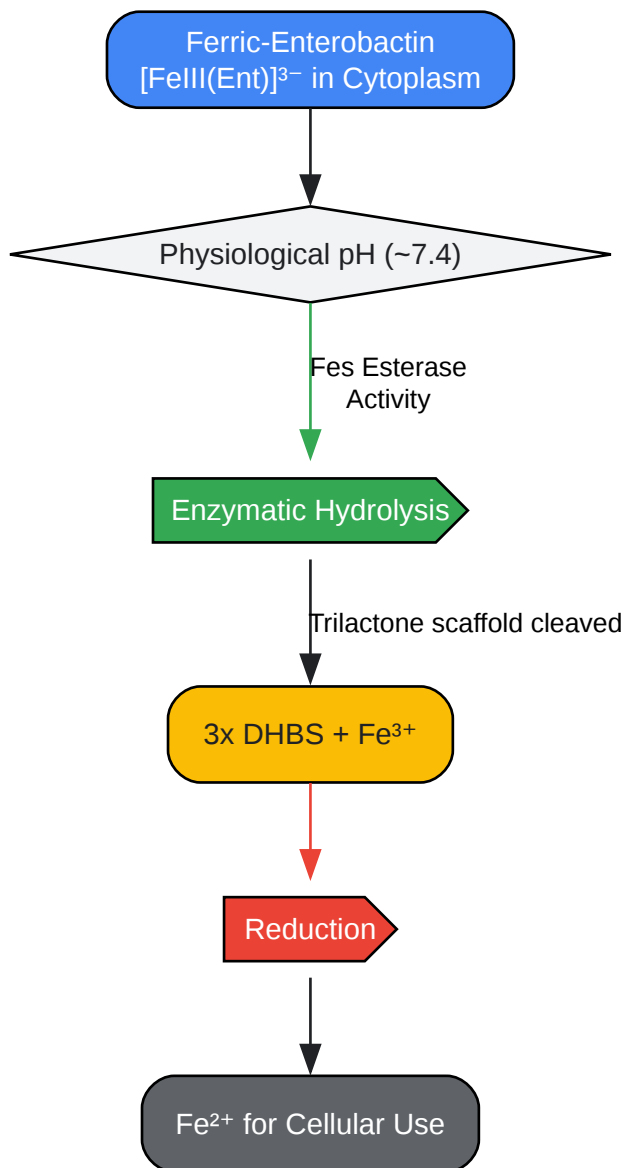 Ferric-Enterobactin
[FeIII(Ent)]³⁻ in Cytoplasm
Physiological pH (~7.4)
Fes Esterase
Activity
Enzymatic Hydrolysis
Trilactone scaffold cleaved
3x DHBS + Fe³⁺
Reduction
Fe²⁺ for Cellular Use